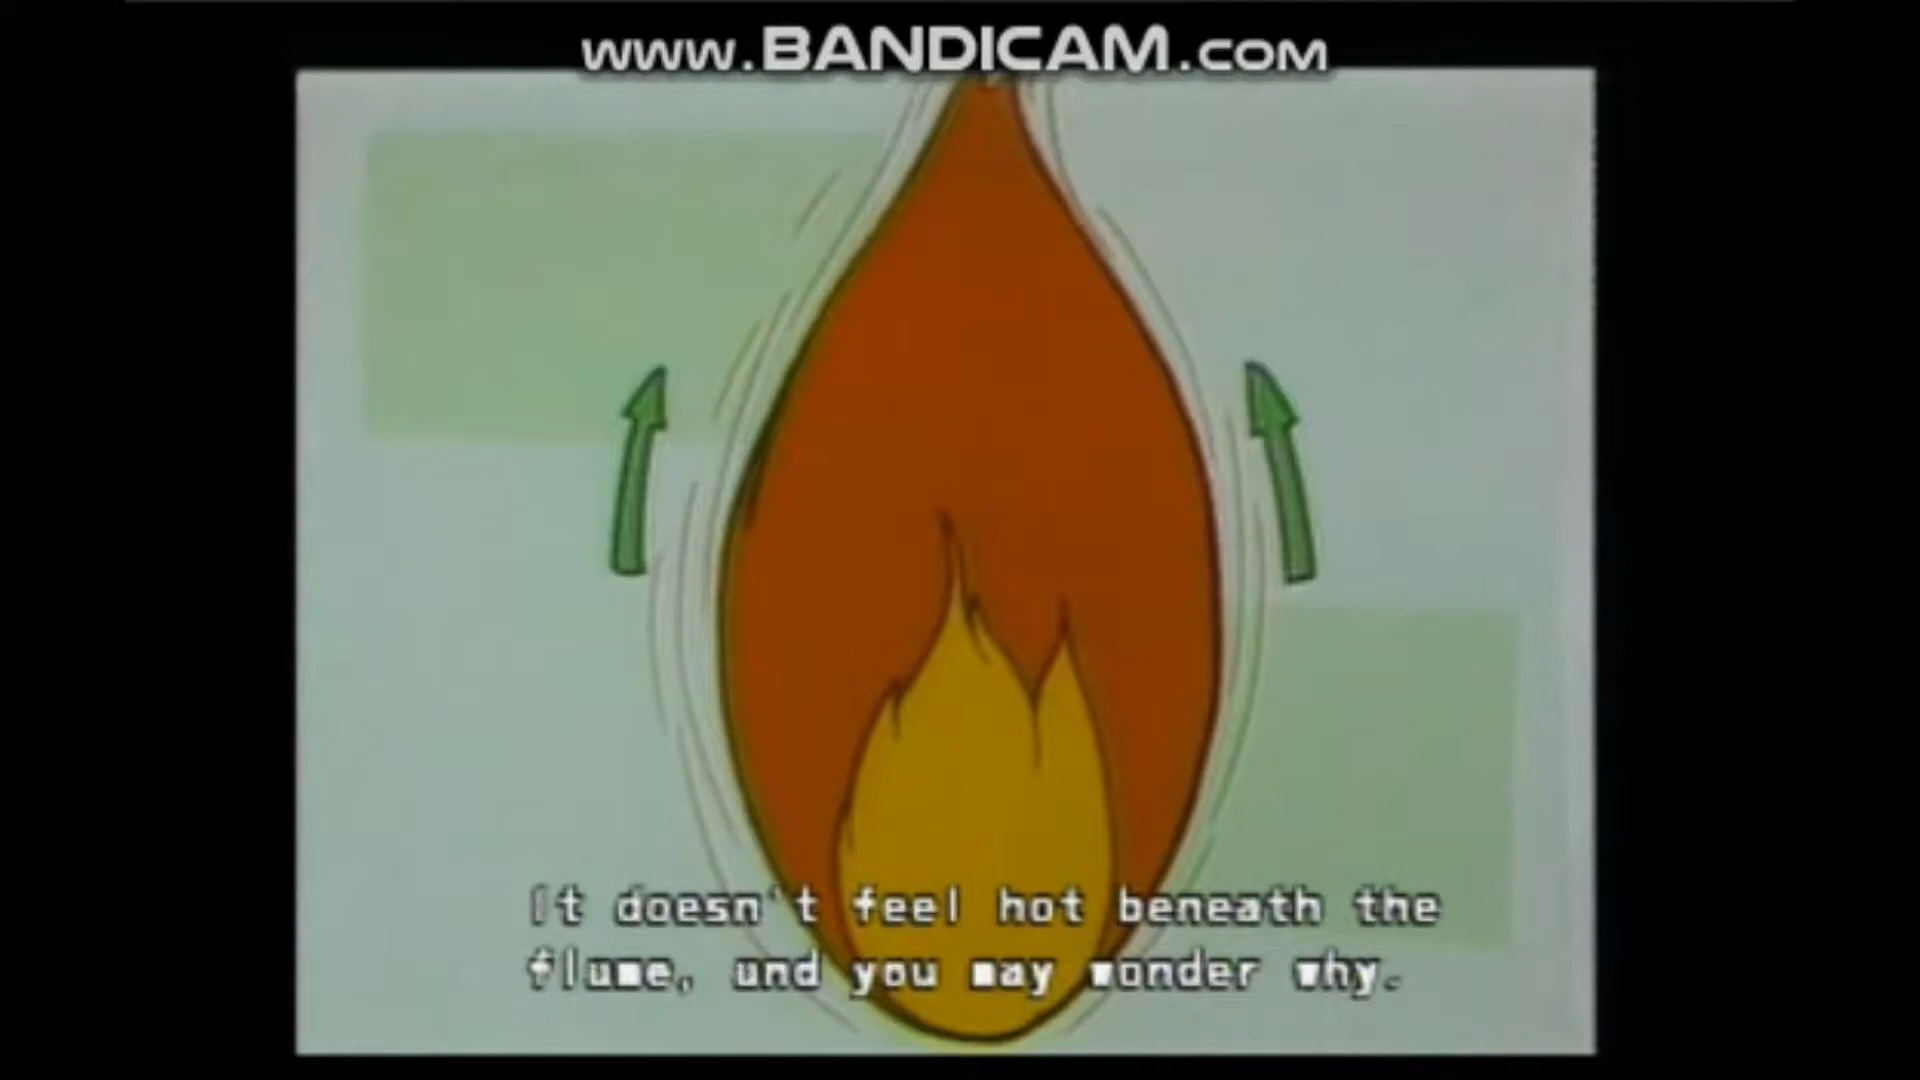 www.BANDICAM.com
It doesn't feel hot beneath the
flame, and you may wonder why.